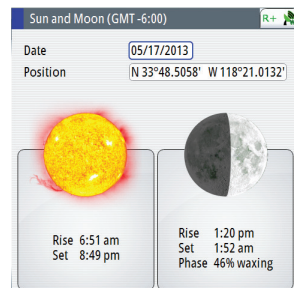 Sun and Moon (GMT -6:00)
R+
Date 05/17/2013
Position N 33°48.5058' W 118°21.0132'
Rise 6:51 am
Set 8:49 pm
Rise 1:20 pm
Set 1:52 am
Phase 46% waxing